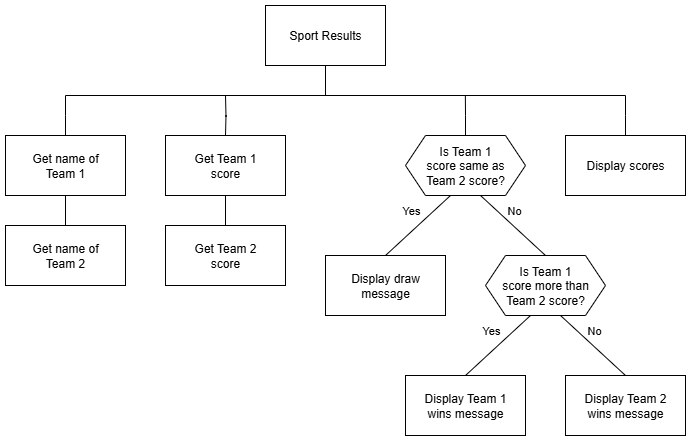 Sport Results
Get name of
Team 1
Get Team 1
score
Is Team 1
score same as
Team 2 score?
Display scores
Yes
No
Get name of
Team 2
Get Team 2
score
Display draw
message
Is Team 1
score more than
Team 2 score?
Yes
No
Display Team 1
wins message
Display Team 2
wins message